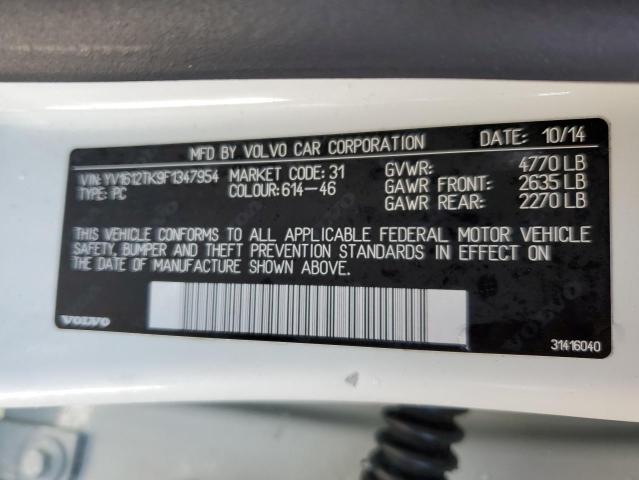 MFD BY VOLVO CAR CORPORATION DATE: 10/14
VIN: YV1612TK9F1347954 MARKET CODE: 31 GVWR: 4770 LB
TYPE: PC COLOUR: 614-46 GAWR FRONT: 2635 LB
GAWR REAR: 2270 LB
THIS VEHICLE CONFORMS TO ALL APPLICABLE FEDERAL MOTOR VEHICLE
SAFETY, BUMPER AND THEFT PREVENTION STANDARDS IN EFFECT ON
THE DATE OF MANUFACTURE SHOWN ABOVE.
VOLVO 31416040